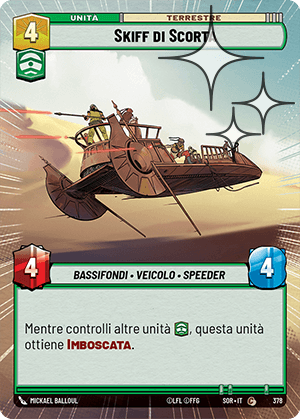 UNITÀ TERRESTRE
4
SKIFF DI SCORT
4
BASSIFONDI • VEICOLO • SPEEDER
4
Mentre controlli altre unità , questa unità
ottiene IMBOSCATA.
MICKAEL BALLOUL ©LFL ©FFG SOR • IT C 378